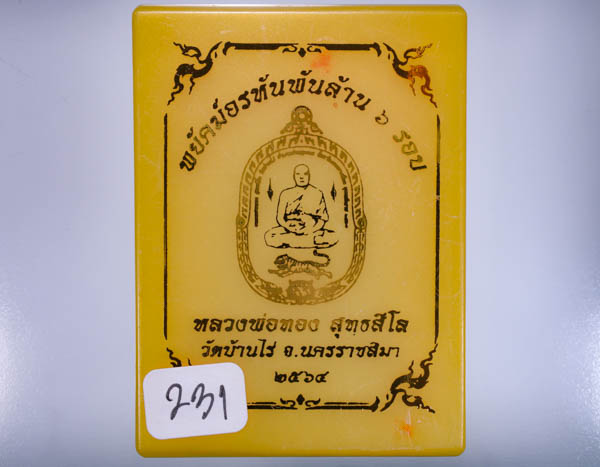 พยัคฆ์อรหันพันล้าน ๖ รอบ
หลวงพ่อทอง สุทฺธสีโล
วัดบ้านไร่ จ.นครราชสีมา
๒๕๖๔
231